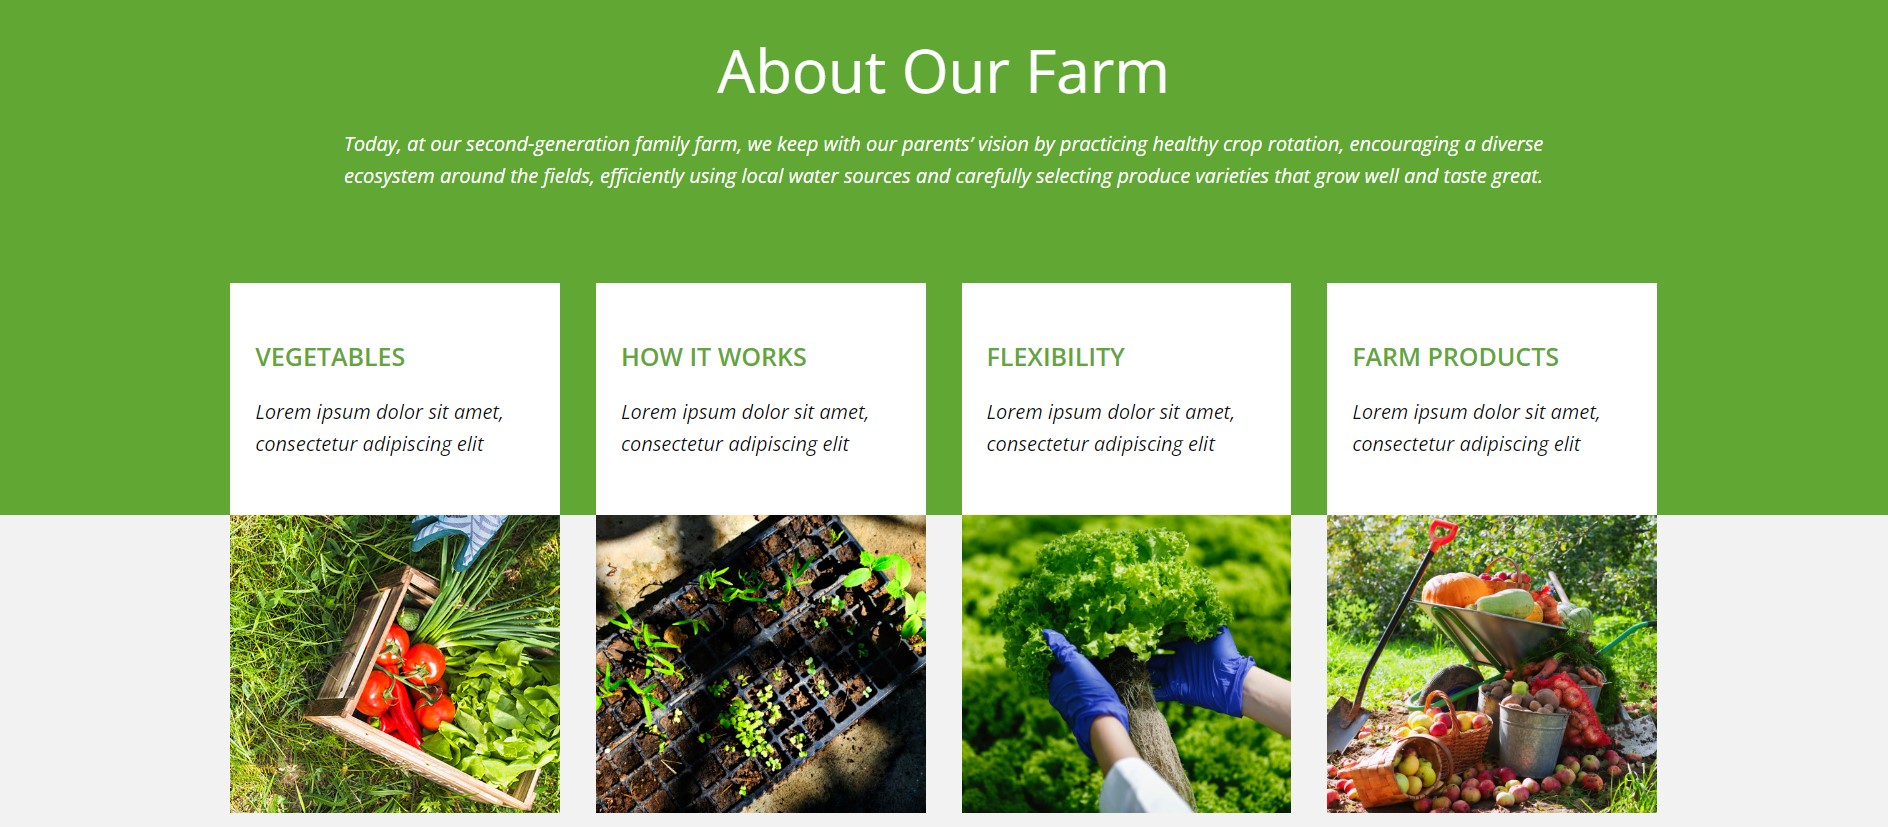 About Our Farm
Today, at our second-generation family farm, we keep with our parents’ vision by practicing healthy crop rotation, encouraging a diverse
ecosystem around the fields, efficiently using local water sources and carefully selecting produce varieties that grow well and taste great.
VEGETABLES
Lorem ipsum dolor sit amet,
consectetur adipiscing elit
HOW IT WORKS
Lorem ipsum dolor sit amet,
consectetur adipiscing elit
FLEXIBILITY
Lorem ipsum dolor sit amet,
consectetur adipiscing elit
FARM PRODUCTS
Lorem ipsum dolor sit amet,
consectetur adipiscing elit